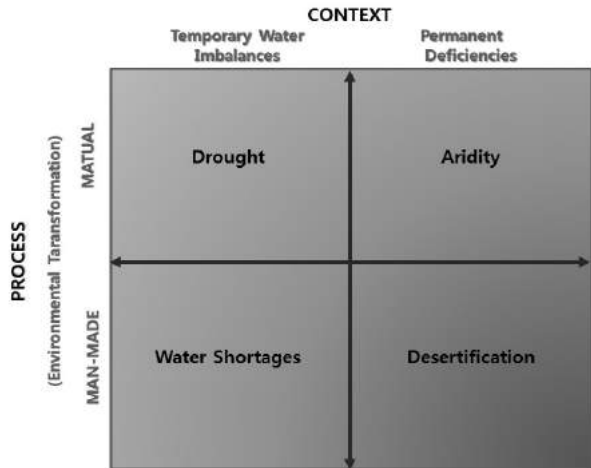 CONTEXT
Temporary Water
Imbalances
Permanent
Deficiencies
PROCESS
(Environmental Taransformation)
MATUAL
MAN-MADE
Drought
Aridity
Water Shortages
Desertification